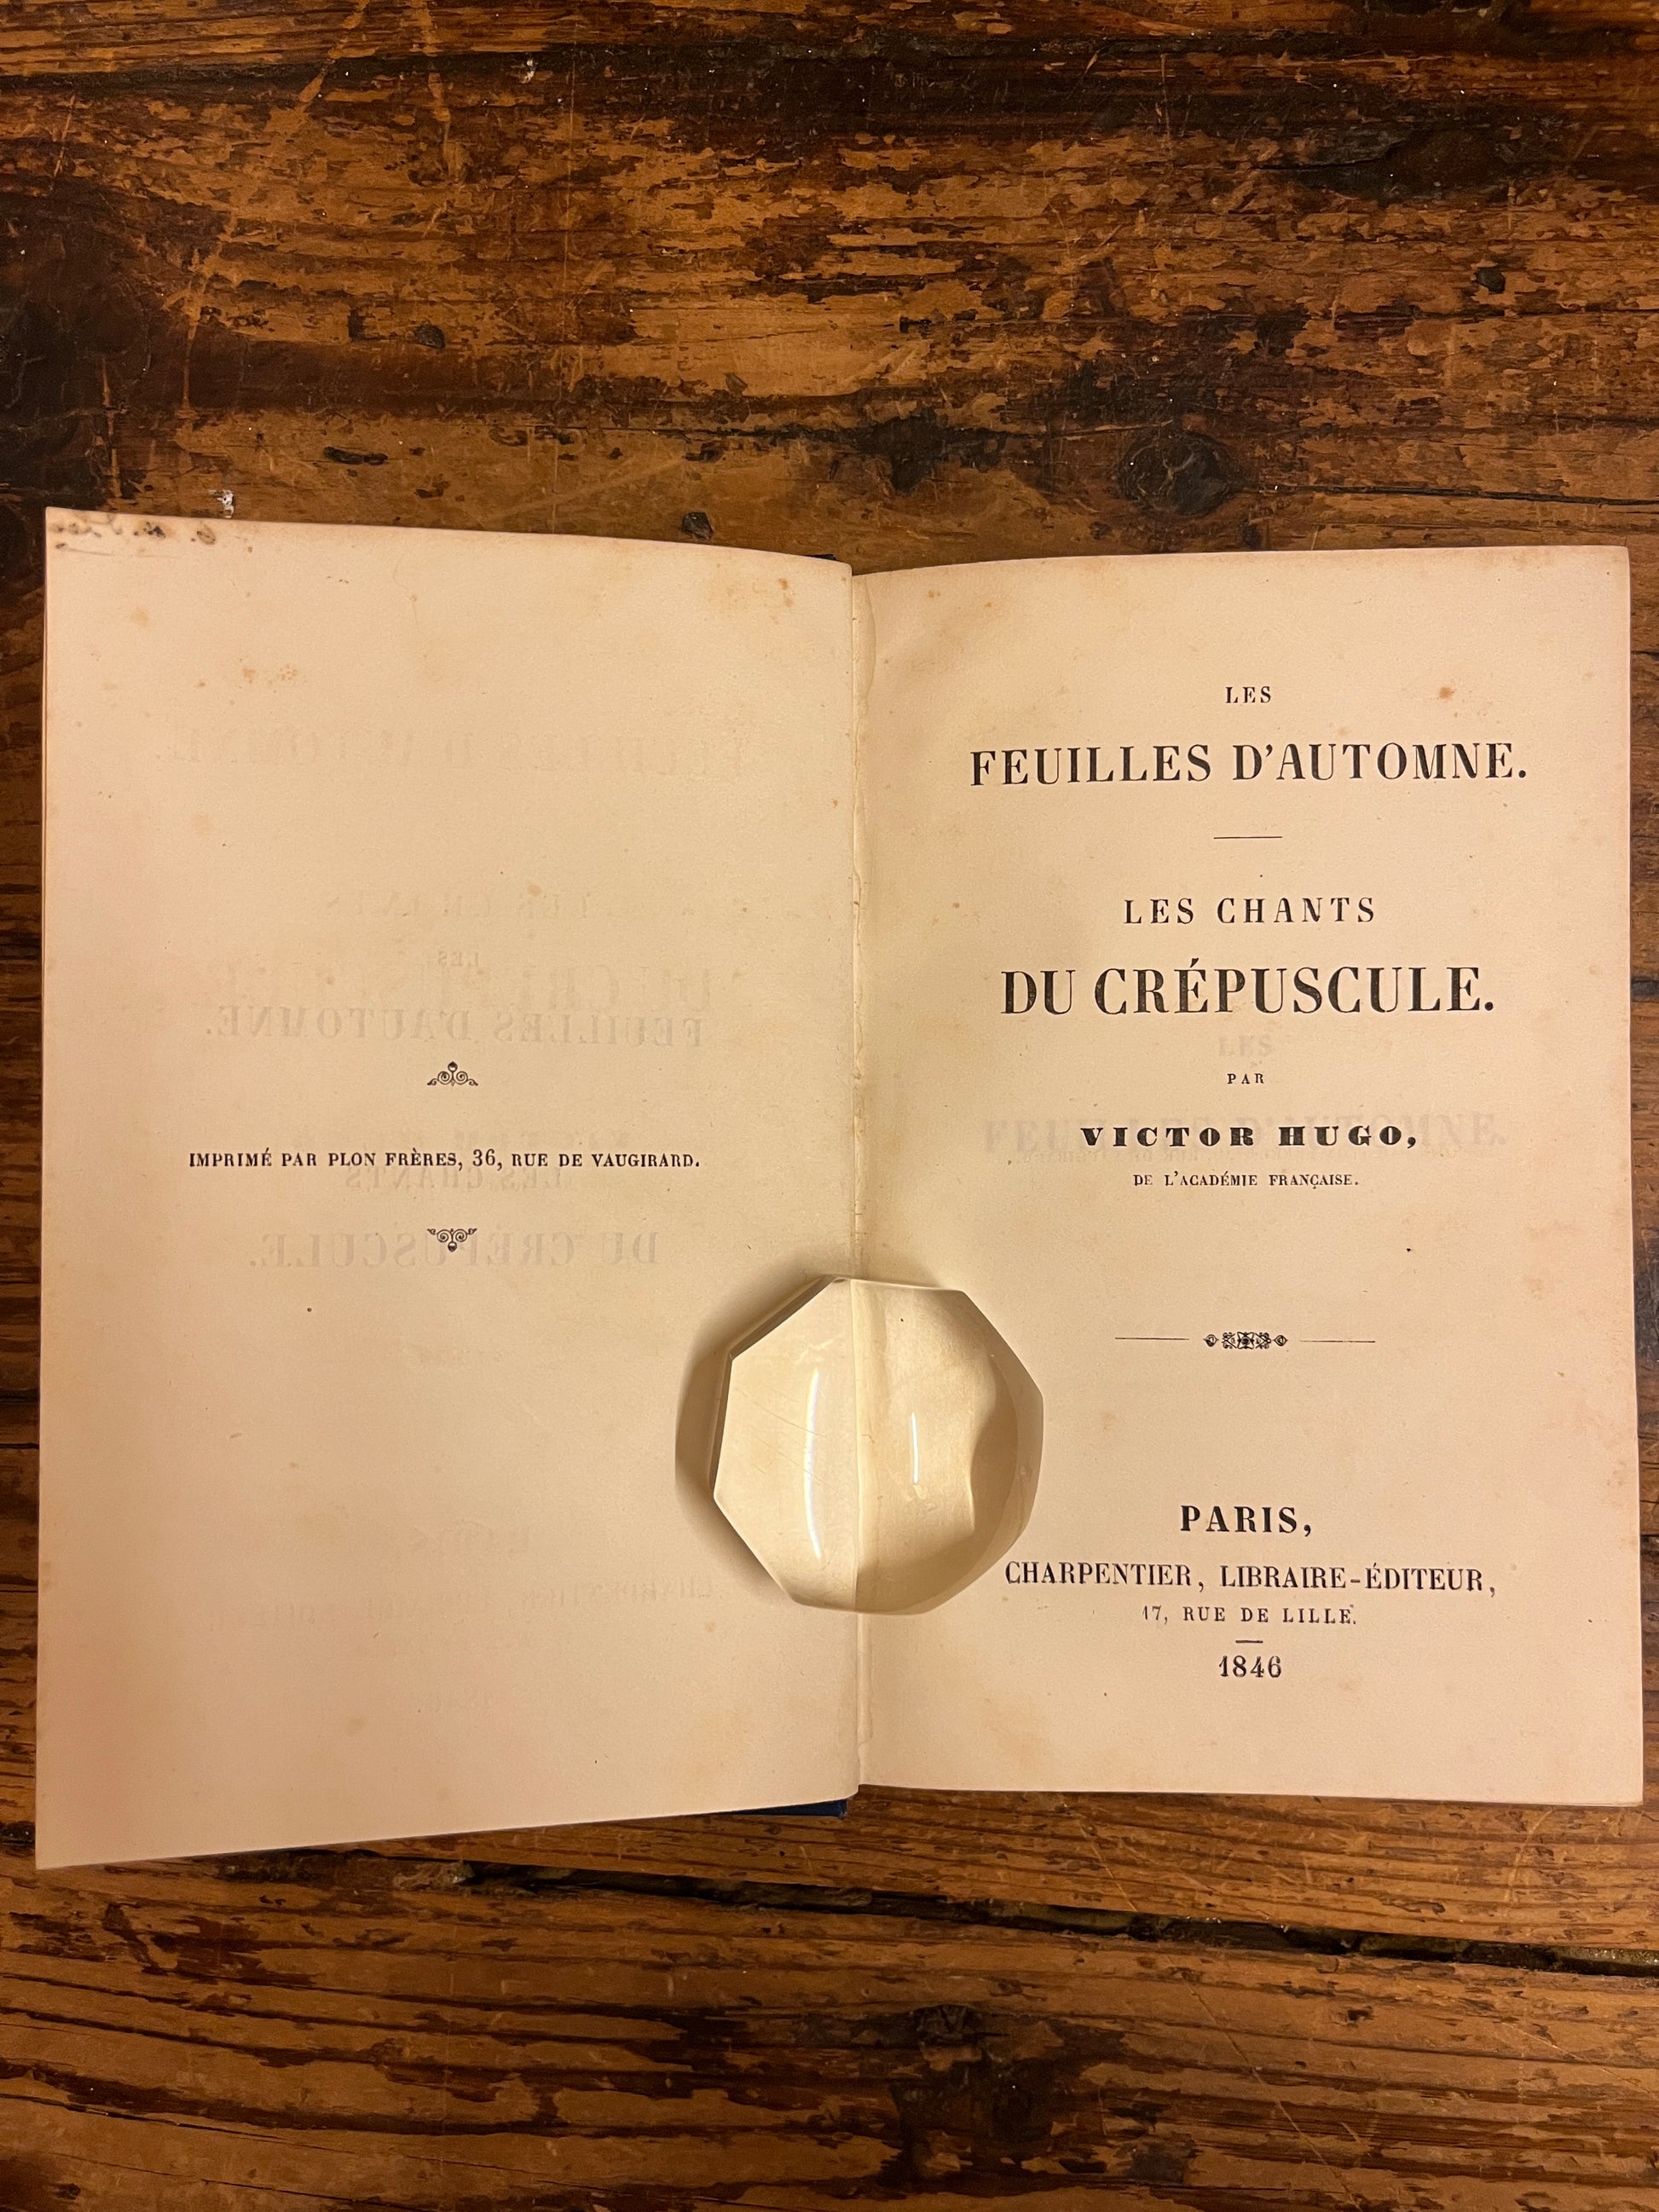 IMPRIMÉ PAR PLON FRÈRES, 36, RUE DE VAUGIRARD.
LES
FEUILLES D'AUTOMNE.
LES CHANTS
DU CRÉPUSCULE.
PAR
VICTOR HUGO,
DE L'ACADÉMIE FRANÇAISE.
PARIS,
CHARPENTIER, LIBRAIRE-ÉDITEUR,
17, RUE DE LILLE.
1846